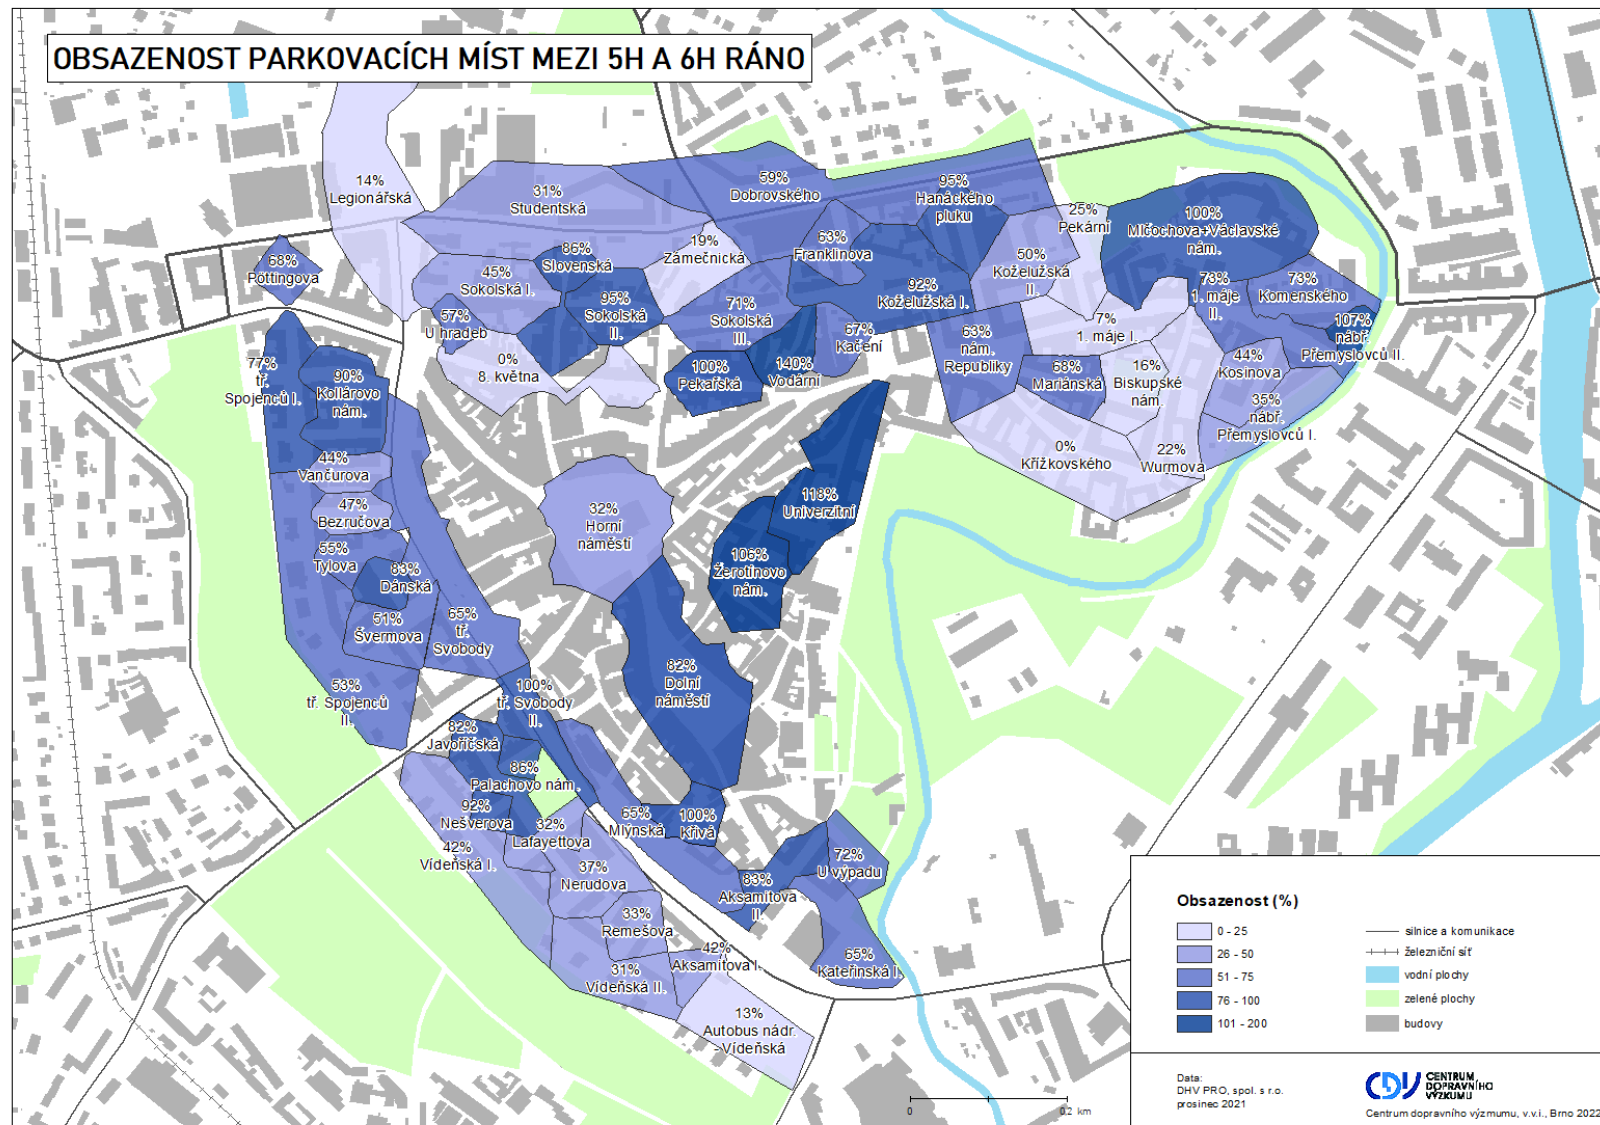 OBSAZENOST PARKOVACÍCH MÍST MEZI 5H A 6H RÁNO
14%
Legionářská
31%
Studentská
59%
Dobrovského
95%
Hanáckého
pluku
25%
Pekární
100%
Mlčochova+Václavské
nám.
68%
Pöttingova
45%
Sokolská I.
86%
Slovenská
19%
Zámečnická
63%
Franklinova
50%
Koželužská
II.
73%
1. máje
II.
73%
Komenského
57%
U hradeb
95%
Sokolská
II.
71%
Sokolská
III.
92%
Koželužská I.
67%
Kačení
63%
nám.
Republiky
7%
1. máje I.
107%
nábř.
Přemyslovců II.
0%
8. května
100%
Pekařská
140%
Vodární
68%
Mariánská
16%
Biskupské
nám.
44%
Kosinova
35%
nábř.
Přemyslovců I.
77%
tř.
Spojenců I.
90%
Kollárovo
nám.
0%
Křížkovského
22%
Wurmova
44%
Vančurova
47%
Bezručova
32%
Horní
náměstí
118%
Univerzitní
55%
Tylova
83%
Dánská
106%
Žerotínovo
nám.
51%
Švermova
65%
tř.
Svobody
53%
tř. Spojenců
II.
82%
Dolní
náměstí
100%
tř. Svobody
II.
82%
Javoříčská
86%
Palachovo nám.
92%
Nešverova
32%
Lafayettova
65%
Mlýnská
100%
Křivá
42%
Vídeňská I.
37%
Nerudova
83%
Aksamitova
II.
72%
U výpadu
33%
Remešova
42%
Aksamitova I.
65%
Kateřinská I.
31%
Vídeňská II.
13%
Autobus nádr.
- Vídeňská
Obsazenost (%)
0 - 25
26 - 50
51 - 75
76 - 100
101 - 200
silnice a komunikace
železniční síť
vodní plochy
zelené plochy
budovy
0
0.2 km
Data:
DHV PRO, spol. s r.o.
prosinec 2021
CDV
CENTRUM
DOPRAVNÍHO
VÝZKUMU
Centrum dopravního výzmumu, v.v.i., Brno 2022